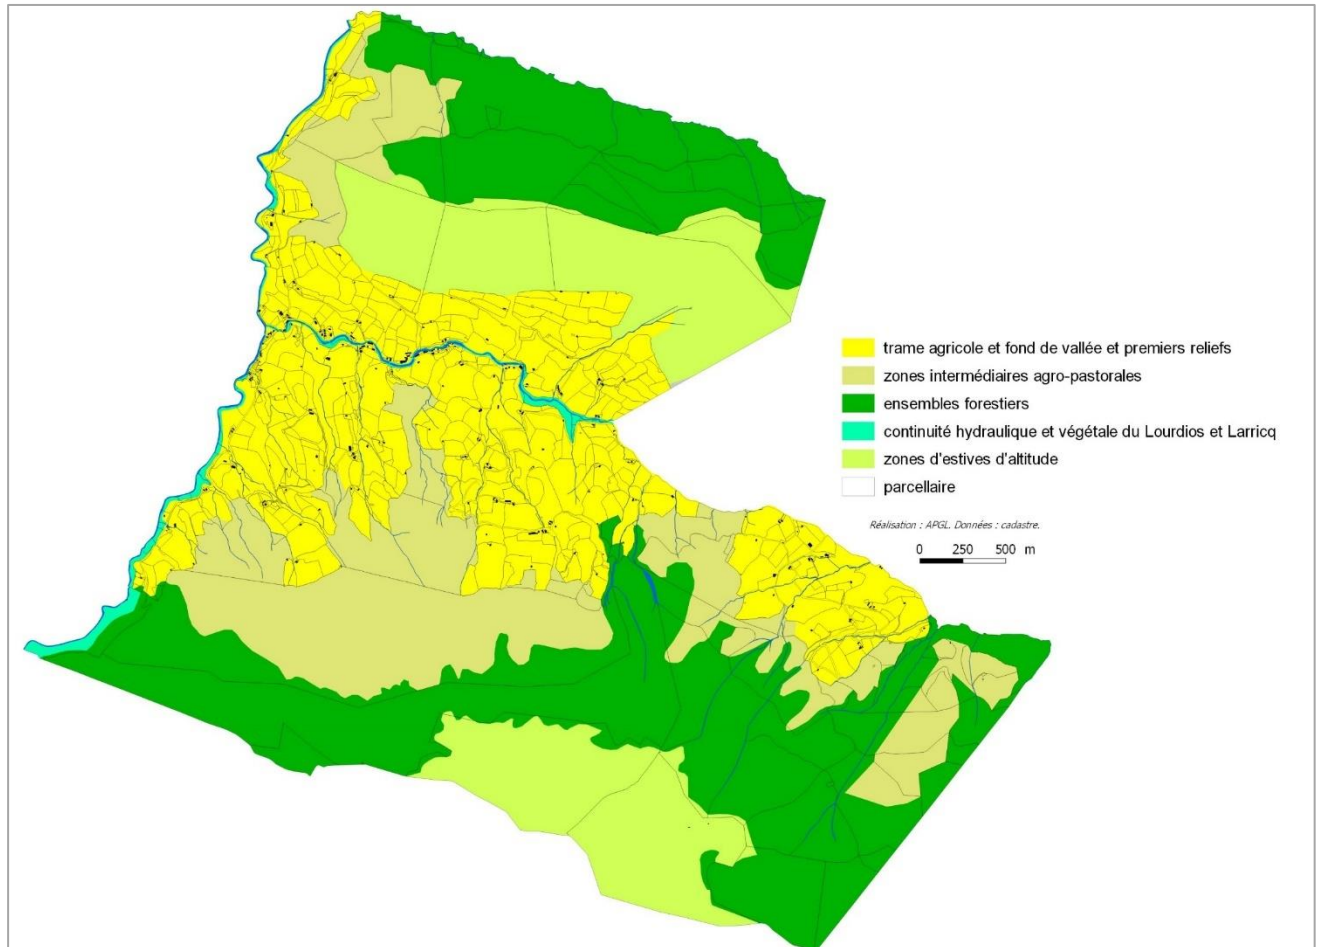 trame agricole et fond de vallée et premiers reliefs
zones intermédiaires agro-pastorales
ensembles forestiers
continuité hydraulique et végétale du Lourdios et Larricq
zones d'estives d'altitude
parcellaire
Réalisation : APGL. Données : cadastre.
0 250 500 m